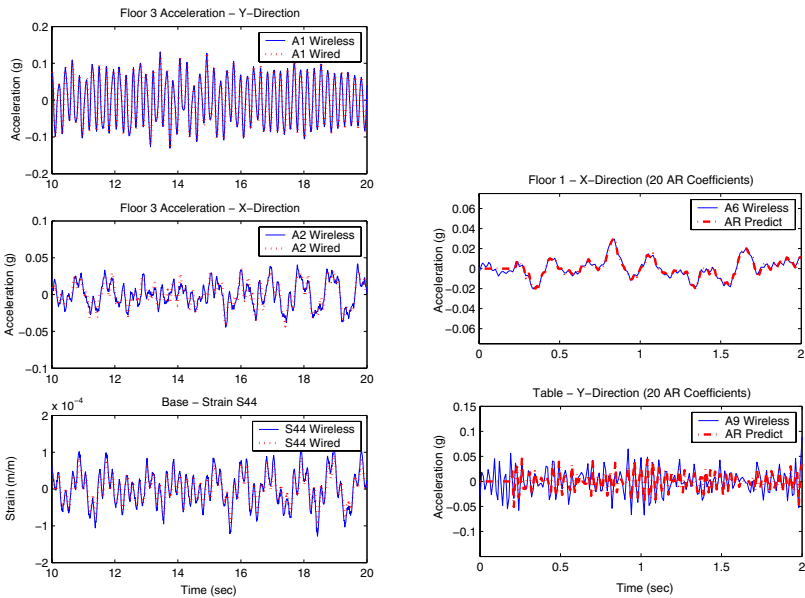 Floor 3 Acceleration – Y–Direction
0.2
0.1
0
−0.1
−0.2
Acceleration (g)
A1 Wireless
A1 Wired
10 12 14 16 18 20
Floor 3 Acceleration – X–Direction
0.1
0.05
0
−0.05
−0.1
Acceleration (g)
A2 Wireless
A2 Wired
10 12 14 16 18 20
x 10⁻⁴
Base – Strain S44
2
1
0
−1
−2
Strain (m/m)
S44 Wireless
S44 Wired
10 12 14 16 18 20
Time (sec)
Floor 1 – X–Direction (20 AR Coefficients)
0.06
0.04
0.02
0
−0.02
−0.04
−0.06
Acceleration (g)
A6 Wireless
AR Predict
0 0.5 1 1.5 2
Table – Y–Direction (20 AR Coefficients)
0.15
0.1
0.05
0
−0.05
−0.1
Acceleration (g)
A9 Wireless
AR Predict
0 0.5 1 1.5 2
Time (sec)